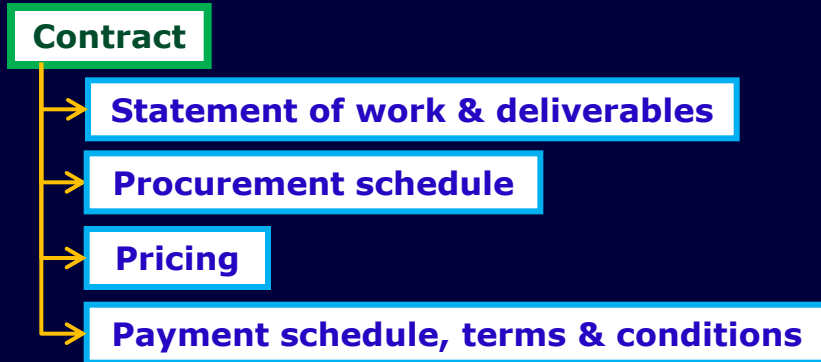 Contract
Statement of work & deliverables
Procurement schedule
Pricing
Payment schedule, terms & conditions